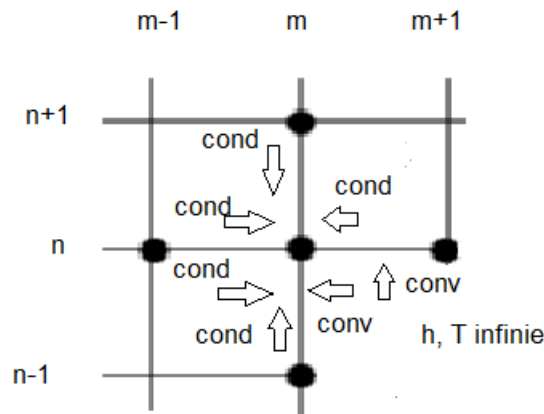 m-1 m m+1
n+1
cond
cond
cond
n
cond
conv
cond conv
h, T infinie
n-1